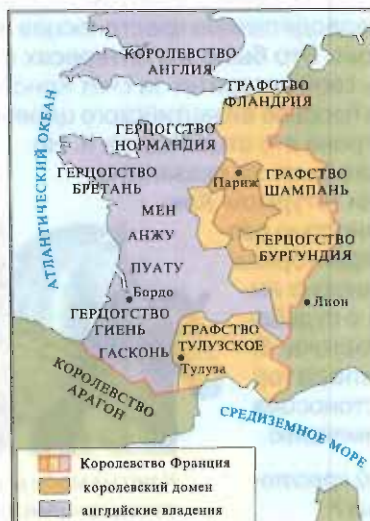 КОРОЛЕВСТВО
АНГЛИЯ
ГРАФСТВО
ФЛАНДРИЯ
АТЛАНТИЧЕСКИЙ ОКЕАН
ГЕРЦОГСТВО
НОРМАНДИЯ
Париж
ГЕРЦОГСТВО
БРЕТАНЬ
ГРАФСТВО
ШАМПАНЬ
МЕН
АНЖУ
ГЕРЦОГСТВО
БУРГУНДИЯ
ПУАТУ
Бордо
Лион
ГЕРЦОГСТВО
ГИЕНЬ
ГРАФСТВО
ТУЛУЗСКОЕ
ГАСКОНЬ
Тулуза
КОРОЛЕВСТВО
АРАГОН
СРЕДИЗЕМНОЕ МОРЕ
Королевство Франция
королевский домен
английские владения